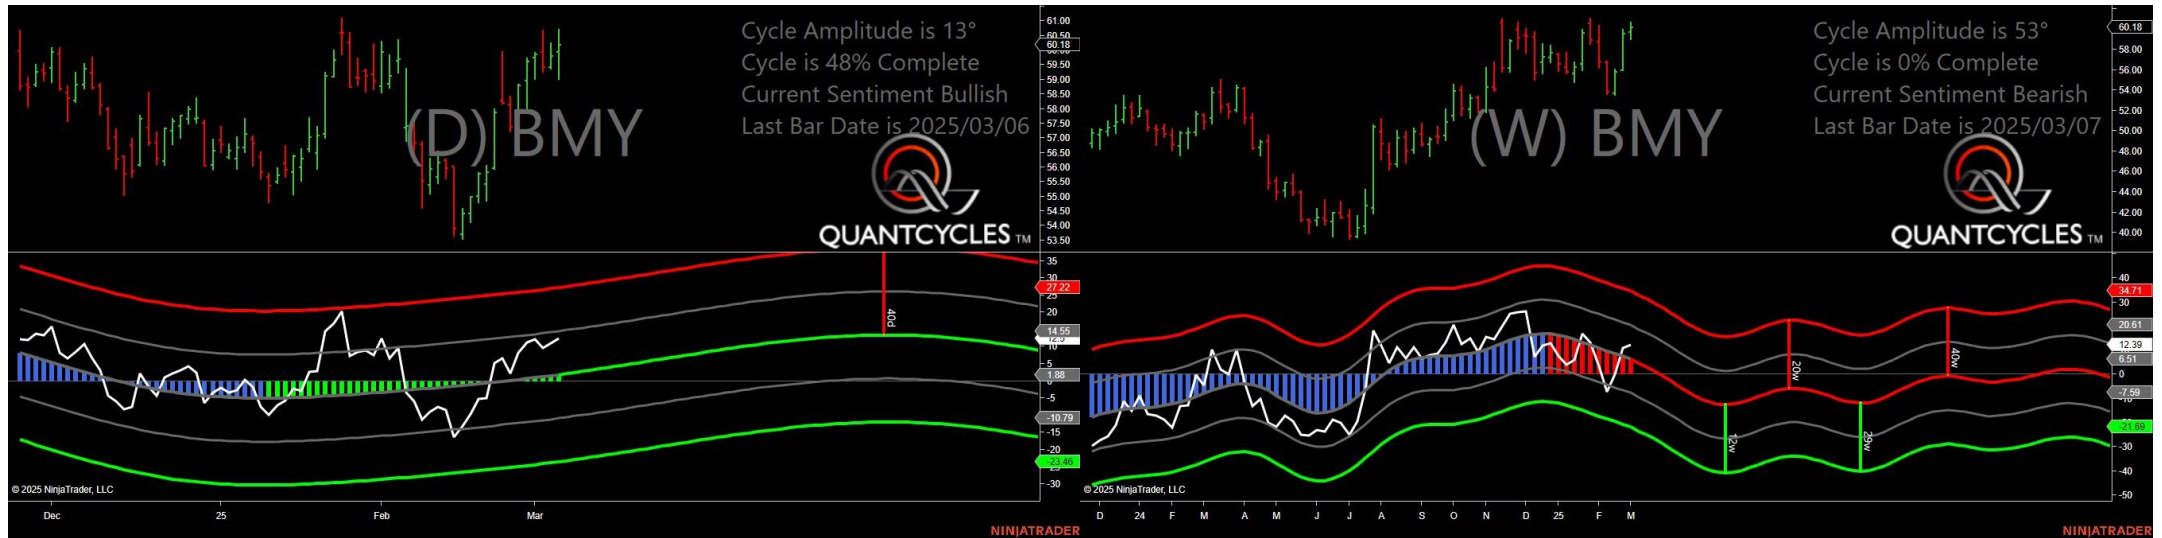 Cycle Amplitude is 13°
Cycle is 48% Complete
Current Sentiment Bullish
Last Bar Date is 2025/03/06
(D) BMY
QUANTCYCLES TM
61.00
60.50
60.18
59.50
59.00
58.50
58.00
57.50
57.00
56.50
56.00
55.50
55.00
54.50
54.00
53.50
35
30
27.22
25
14.55
12.5
10
5
1.88
0
-5
-10.79
-15
-20
-23.46
-30
40d
© 2025 NinjaTrader, LLC
Dec 25 Feb Mar
NINJATRADER
Cycle Amplitude is 53°
Cycle is 0% Complete
Current Sentiment Bearish
Last Bar Date is 2025/03/07
(W) BMY
QUANTCYCLES TM
60.18
58.00
56.00
54.00
52.00
50.00
48.00
46.00
44.00
42.00
40.00
40
34.71
30
20.61
12.39
6.51
0
-7.59
-21.69
-30
-40
-50
12w
20w
29w
40w
© 2025 NinjaTrader, LLC
D 24 F M A M J J A S O N D 25 F M
NINJATRADER